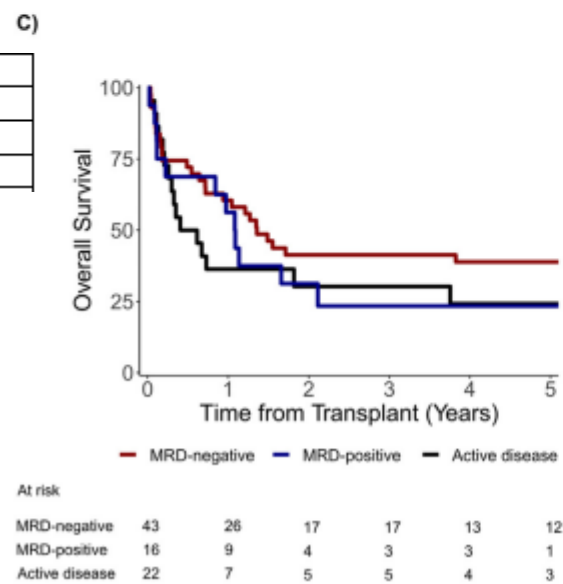 C)
Overall Survival
100
75
50
25
0
0 1 2 3 4 5
Time from Transplant (Years)
MRD-negative MRD-positive Active disease
At risk
MRD-negative 43 26 17 17 13 12
MRD-positive 16 9 4 3 3 1
Active disease 22 7 5 5 4 3